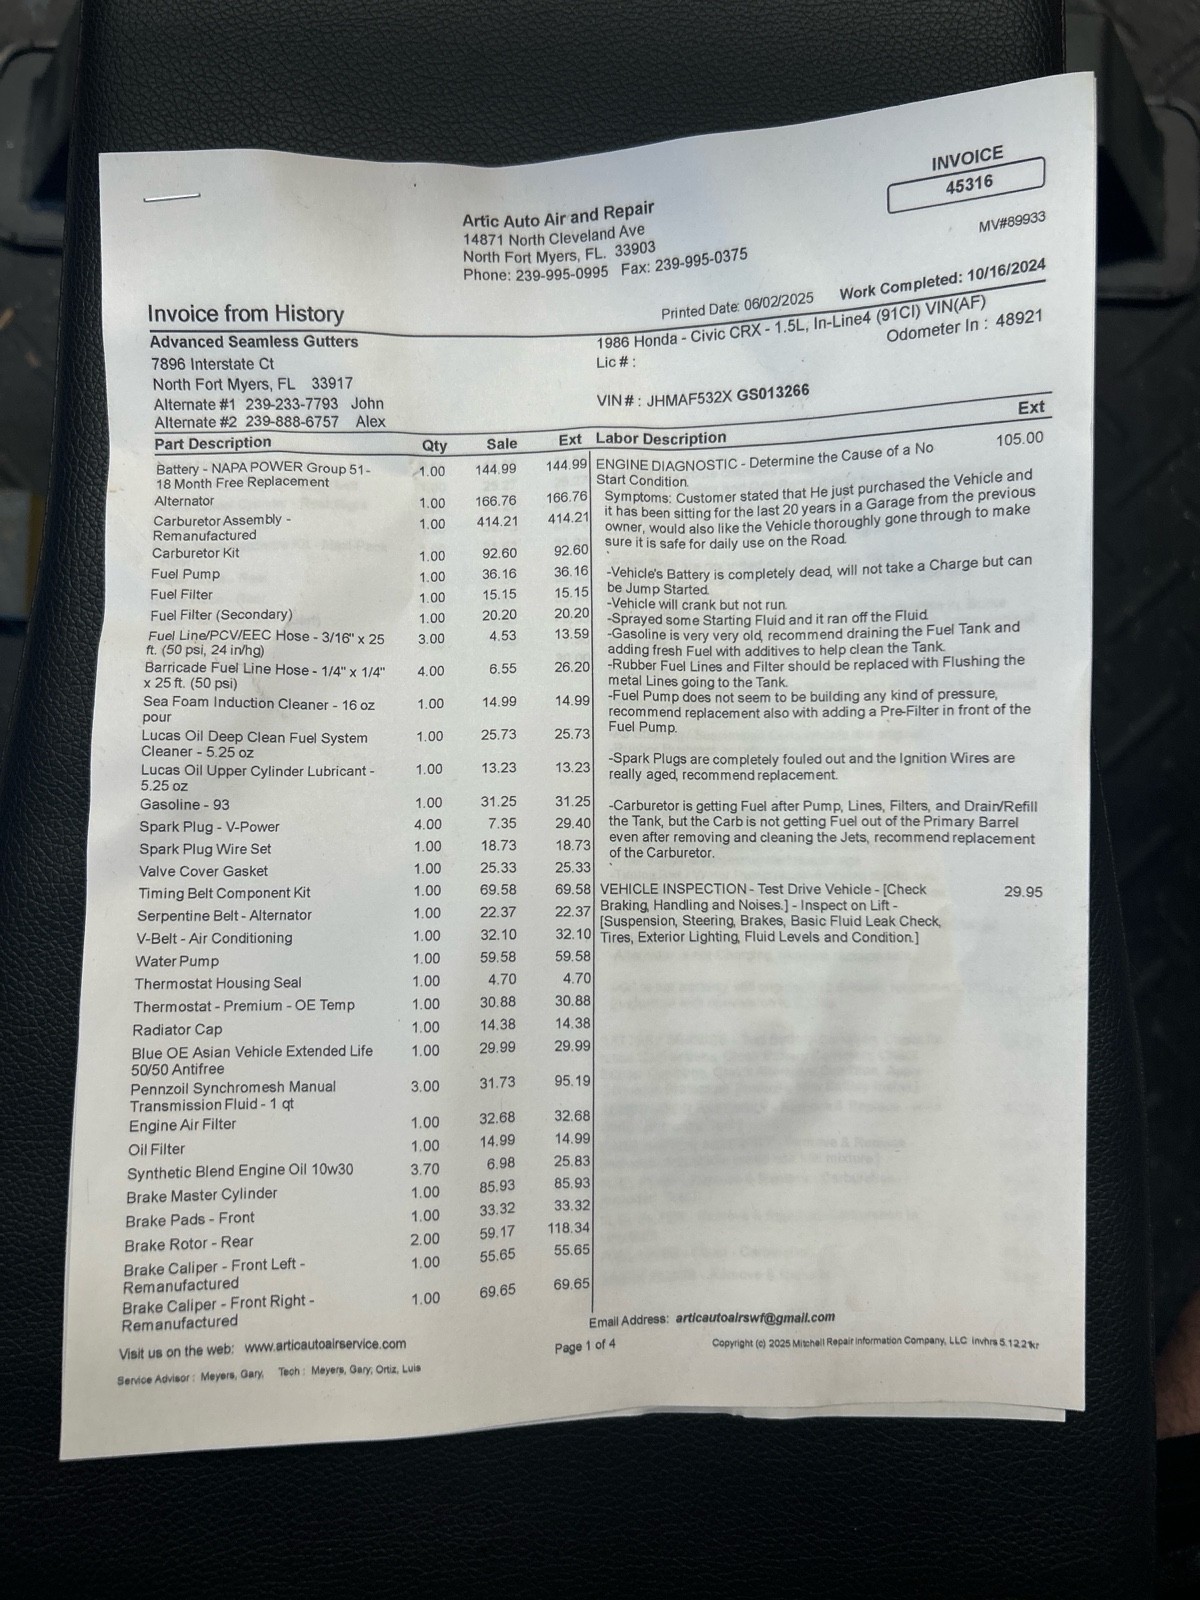 INVOICE
45316
MV#89933
Artic Auto Air and Repair
14871 North Cleveland Ave
North Fort Myers, FL. 33903
Phone: 239-995-0995 Fax: 239-995-0375
Invoice from History
Printed Date: 06/02/2025 Work Completed: 10/16/2024
Advanced Seamless Gutters
7896 Interstate Ct
North Fort Myers, FL 33917
Alternate #1 239-233-7793 John
Alternate #2 239-888-6757 Alex
1986 Honda - Civic CRX - 1.5L, In-Line4 (91CI) VIN(AF)
Lic # : Odometer In : 48921
VIN # : JHMAF532X GS013266
Part Description Qty Sale Ext
Battery - NAPA POWER Group 51- 1.00 144.99 144.99
18 Month Free Replacement
Alternator 1.00 166.76 166.76
Carburetor Assembly - 1.00 414.21 414.21
Remanufactured
Carburetor Kit 1.00 92.60 92.60
Fuel Pump 1.00 36.16 36.16
Fuel Filter 1.00 15.15 15.15
Fuel Filter (Secondary) 1.00 20.20 20.20
Fuel Line/PCV/EEC Hose - 3/16" x 25 3.00 4.53 13.59
ft. (50 psi, 24 in/hg)
Barricade Fuel Line Hose - 1/4" x 1/4" 4.00 6.55 26.20
x 25 ft. (50 psi)
Sea Foam Induction Cleaner - 16 oz 1.00 14.99 14.99
pour
Lucas Oil Deep Clean Fuel System 1.00 25.73 25.73
Cleaner - 5.25 oz
Lucas Oil Upper Cylinder Lubricant - 1.00 13.23 13.23
5.25 oz
Gasoline - 93 1.00 31.25 31.25
Spark Plug - V-Power 4.00 7.35 29.40
Spark Plug Wire Set 1.00 18.73 18.73
Valve Cover Gasket 1.00 25.33 25.33
Timing Belt Component Kit 1.00 69.58 69.58
Serpentine Belt - Alternator 1.00 22.37 22.37
V-Belt - Air Conditioning 1.00 32.10 32.10
Water Pump 1.00 59.58 59.58
Thermostat Housing Seal 1.00 4.70 4.70
Thermostat - Premium - OE Temp 1.00 30.88 30.88
Radiator Cap 1.00 14.38 14.38
Blue OE Asian Vehicle Extended Life 1.00 29.99 29.99
50/50 Antifree
Pennzoil Synchromesh Manual 3.00 31.73 95.19
Transmission Fluid - 1 qt
Engine Air Filter 1.00 32.68 32.68
Oil Filter 1.00 14.99 14.99
Synthetic Blend Engine Oil 10w30 3.70 6.98 25.83
Brake Master Cylinder 1.00 85.93 85.93
Brake Pads - Front 1.00 33.32 33.32
Brake Rotor - Rear 2.00 59.17 118.34
Brake Caliper - Front Left - 1.00 55.65 55.65
Remanufactured
Brake Caliper - Front Right - 1.00 69.65 69.65
Remanufactured
Labor Description Ext
ENGINE DIAGNOSTIC - Determine the Cause of a No 105.00
Start Condition.
Symptoms: Customer stated that He just purchased the Vehicle and
it has been sitting for the last 20 years in a Garage from the previous
owner, would also like the Vehicle thoroughly gone through to make
sure it is safe for daily use on the Road.
-Vehicle's Battery is completely dead, will not take a Charge but can
be Jump Started.
-Vehicle will crank but not run.
-Sprayed some Starting Fluid and it ran off the Fluid.
-Gasoline is very very old, recommend draining the Fuel Tank and
adding fresh Fuel with additives to help clean the Tank.
-Rubber Fuel Lines and Filter should be replaced with Flushing the
metal Lines going to the Tank.
-Fuel Pump does not seem to be building any kind of pressure,
recommend replacement also with adding a Pre-Filter in front of the
Fuel Pump.
-Spark Plugs are completely fouled out and the Ignition Wires are
really aged, recommend replacement.
-Carburetor is getting Fuel after Pump, Lines, Filters, and Drain/Refill
the Tank, but the Carb is not getting Fuel out of the Primary Barrel
even after removing and cleaning the Jets, recommend replacement
of the Carburetor.
VEHICLE INSPECTION - Test Drive Vehicle - [Check 29.95
Braking, Handling and Noises.] - Inspect on Lift -
[Suspension, Steering, Brakes, Basic Fluid Leak Check,
Tires, Exterior Lighting, Fluid Levels and Condition.]
Email Address: articautoairswf@gmail.com
Visit us on the web: www.articautoairservice.com
Page 1 of 4
Copyright (c) 2025 Mitchell Repair Information Company, LLC invhrs 5.12.21kr
Service Advisor : Meyers, Gary, Tech : Meyers, Gary; Ortiz, Luis